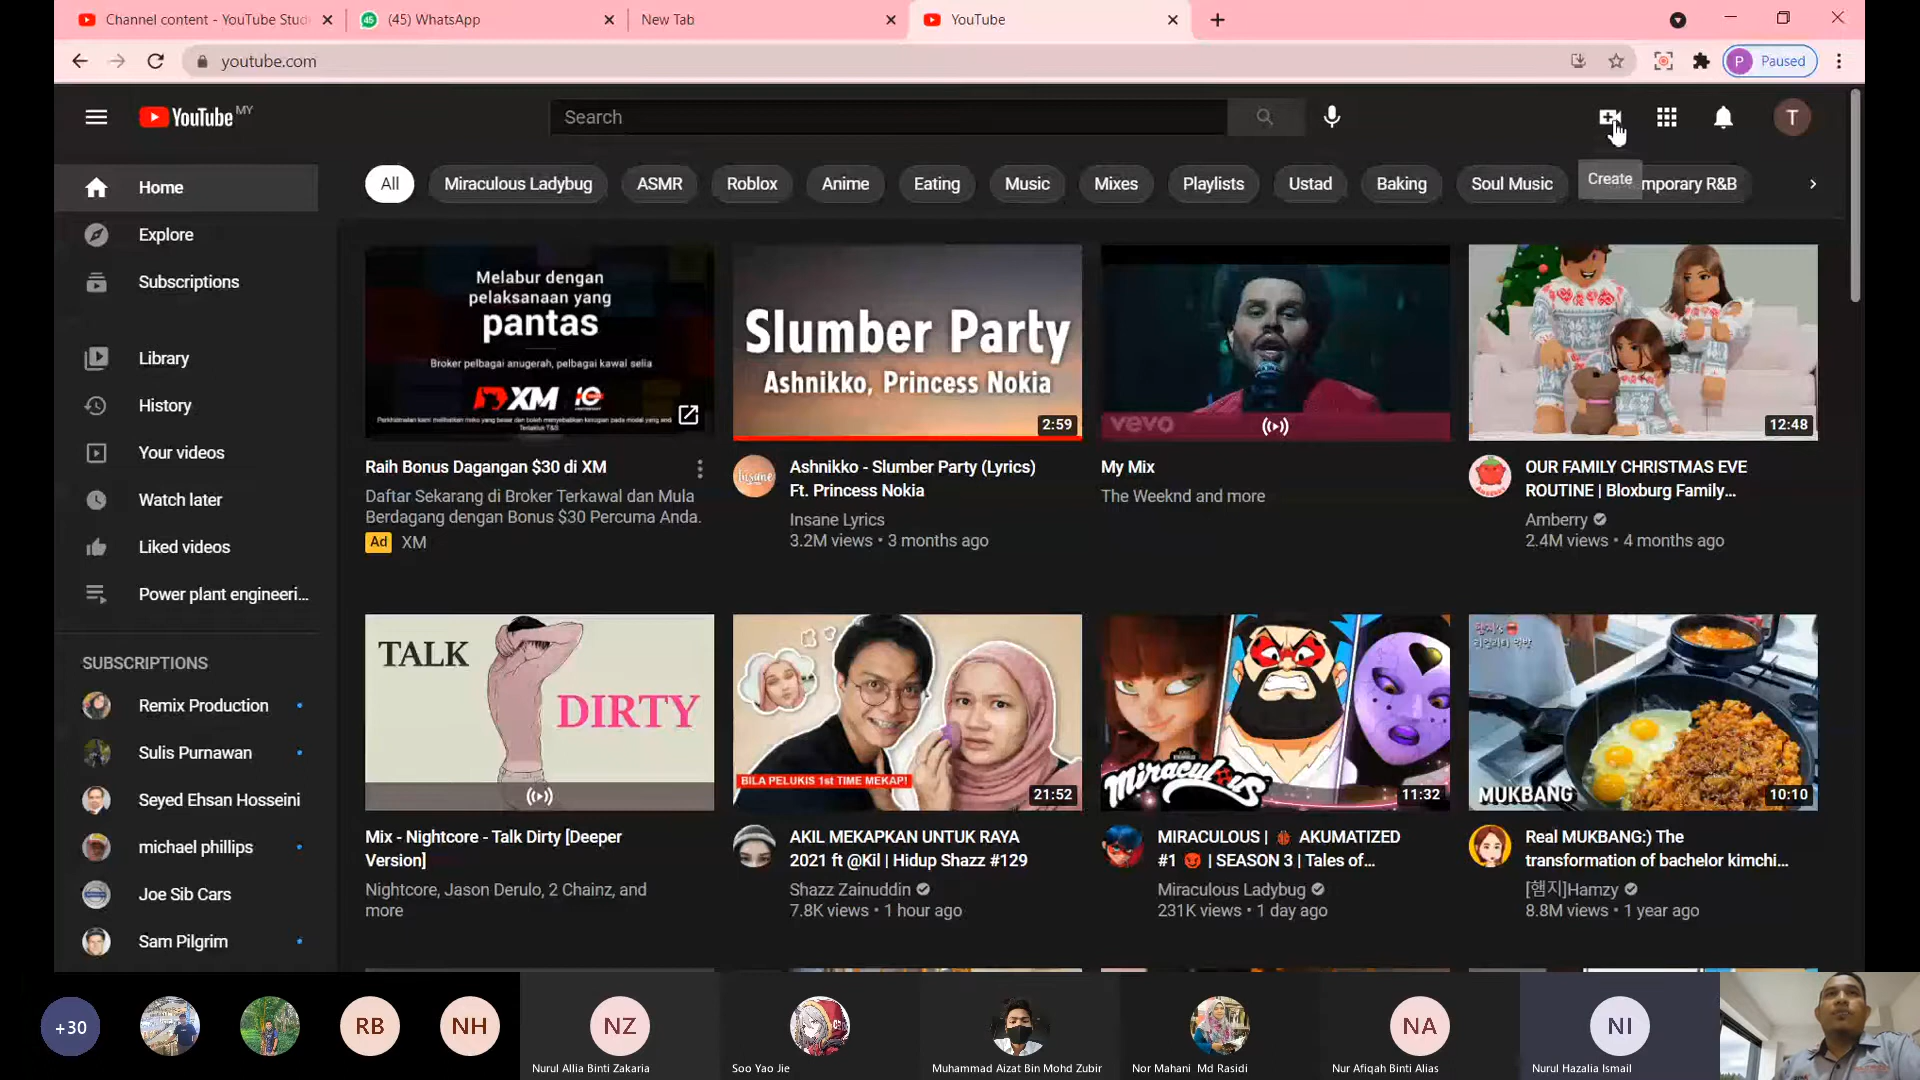 Channel content - YouTube Stud
(45) WhatsApp
New Tab
YouTube
youtube.com
P
Paused
YouTube MY
Search
T
Create
Home
Explore
Subscriptions
Library
History
Your videos
Watch later
Liked videos
Power plant engineeri...
SUBSCRIPTIONS
Remix Production
Sulis Purnawan
Seyed Ehsan Hosseini
michael phillips
Joe Sib Cars
Sam Pilgrim
All
Miraculous Ladybug
ASMR
Roblox
Anime
Eating
Music
Mixes
Playlists
Ustad
Baking
Soul Music
mporary R&B
Melabur dengan
pelaksanaan yang
pantas
Broker pelbagai anugerah, pelbagai kawal selia
XM
Raih Bonus Dagangan $30 di XM
Daftar Sekarang di Broker Terkawal dan Mula
Berdagang dengan Bonus $30 Percuma Anda.
Ad XM
Slumber Party
Ashnikko, Princess Nokia
2:59
Insane
Ashnikko - Slumber Party (Lyrics)
Ft. Princess Nokia
Insane Lyrics
3.2M views • 3 months ago
vevo
My Mix
The Weeknd and more
12:48
OUR FAMILY CHRISTMAS EVE
ROUTINE | Bloxburg Family...
Amberry
2.4M views • 4 months ago
TALK
DIRTY
Mix - Nightcore - Talk Dirty [Deeper
Version]
Nightcore, Jason Derulo, 2 Chainz, and
more
BILA PELUKIS 1st TIME MEKAP!
21:52
AKIL MEKAPKAN UNTUK RAYA
2021 ft @Kil | Hidup Shazz #129
Shazz Zainuddin
7.8K views • 1 hour ago
Miraculous
11:32
MIRACULOUS | 🐞 AKUMATIZED
#1 👿 | SEASON 3 | Tales of...
Miraculous Ladybug
231K views • 1 day ago
MUKBANG
10:10
Real MUKBANG:) The
transformation of bachelor kimchi...
[햄지]Hamzy
8.8M views • 1 year ago
+30
RB
NH
NZ
Nurul Allia Binti Zakaria
Soo Yao Jie
Muhammad Aizat Bin Mohd Zubir
Nor Mahani Md Rasidi
NA
Nur Afiqah Binti Alias
NI
Nurul Hazalia Ismail